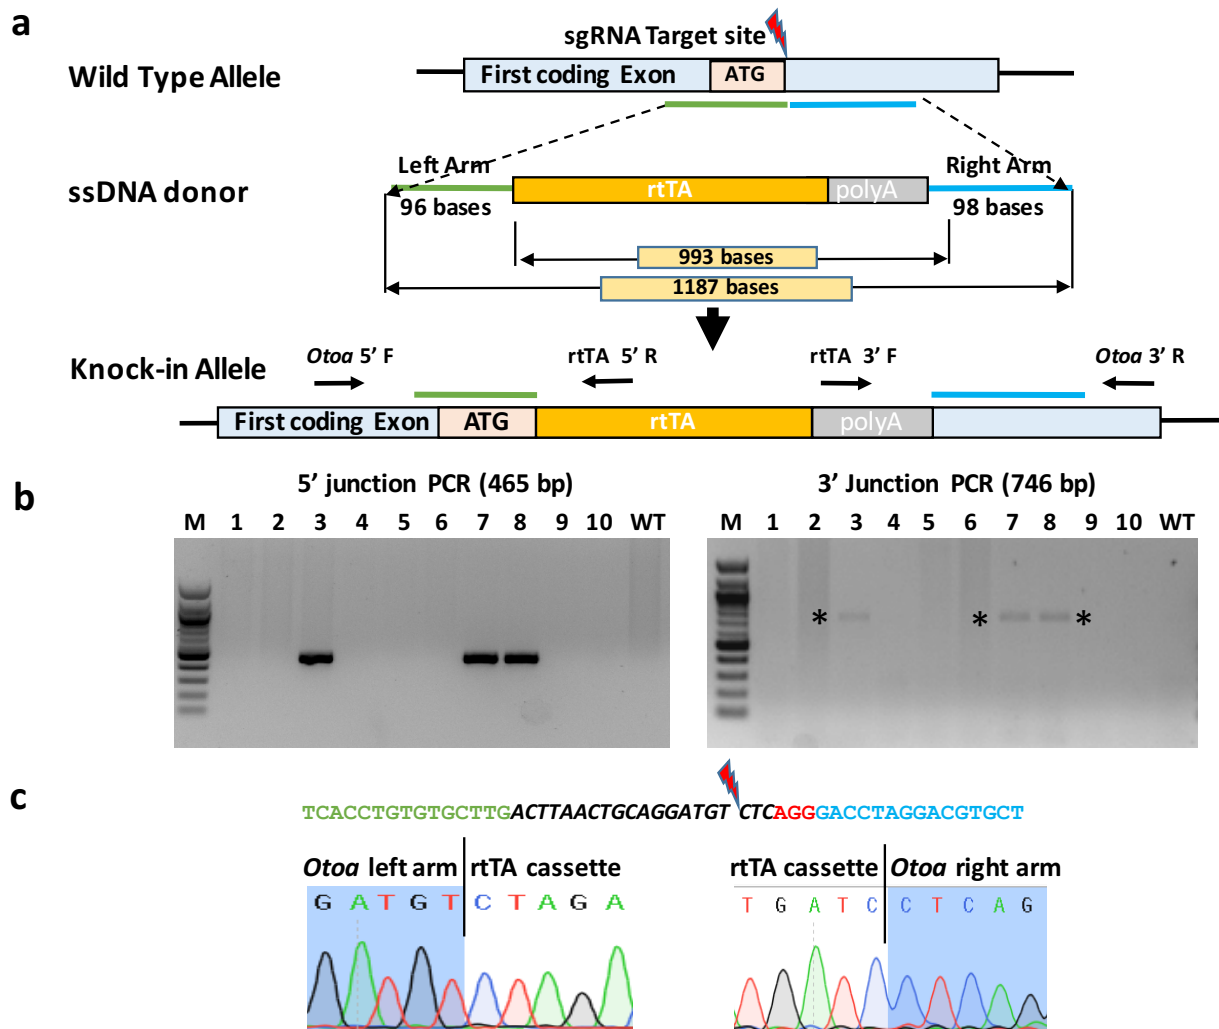 a
sgRNA Target site
Wild Type Allele
First coding Exon
ATG
Left Arm
Right Arm
ssDNA donor
rtTA
polyA
96 bases
98 bases
993 bases
1187 bases
Knock-in Allele
Otoa 5’ F
rtTA 5’ R
rtTA 3’ F
Otoa 3’ R
First coding Exon
ATG
rtTA
polyA
b
5’ junction PCR (465 bp)
M 1 2 3 4 5 6 7 8 9 10 WT
3’ Junction PCR (746 bp)
M 1 2 3 4 5 6 7 8 9 10 WT
* * *
c
TCACCTGTGTGCTTGACTTAACTGCAGGATGT CTCAGGGACCTAGGACGTGCT
Otoa left arm rtTA cassette
G A T G T C T A G A
rtTA cassette Otoa right arm
T G A T C C T C A G